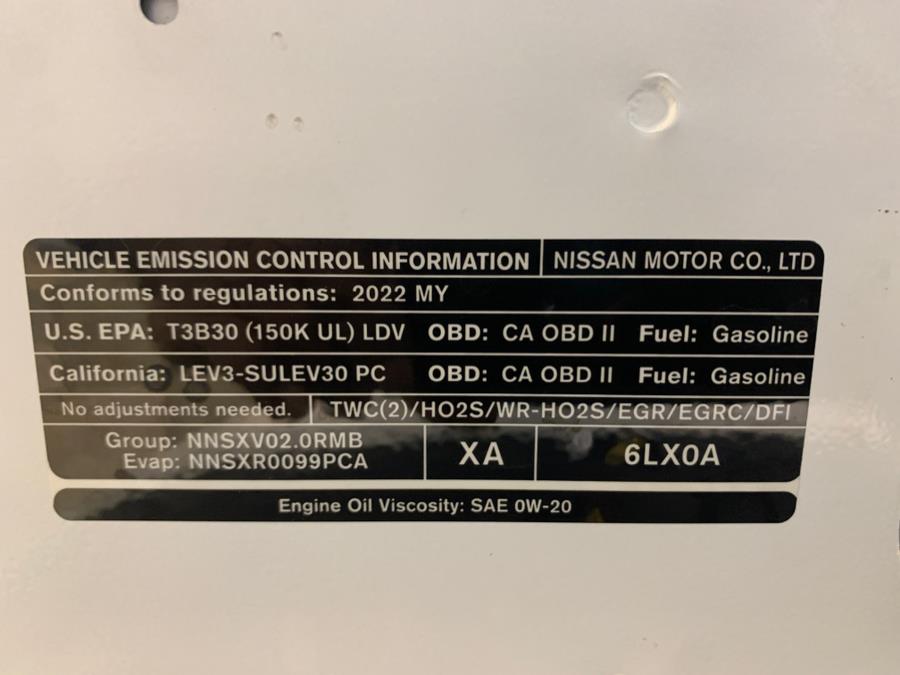 VEHICLE EMISSION CONTROL INFORMATION NISSAN MOTOR CO., LTD
Conforms to regulations: 2022 MY
U.S. EPA: T3B30 (150K UL) LDV OBD: CA OBD II Fuel: Gasoline
California: LEV3-SULEV30 PC OBD: CA OBD II Fuel: Gasoline
No adjustments needed. TWC(2)/HO2S/WR-HO2S/EGR/EGRC/DFI
Group: NNSXV02.0RMB
Evap: NNSXR0099PCA
XA
6LX0A
Engine Oil Viscosity: SAE 0W-20